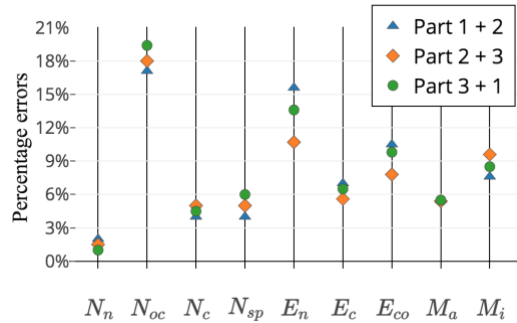 21%
18%
15%
12%
9%
6%
3%
0%
Percentage errors
Part 1 + 2
Part 2 + 3
Part 3 + 1
N_n N_oc N_c N_sp E_n E_c E_co M_a M_i